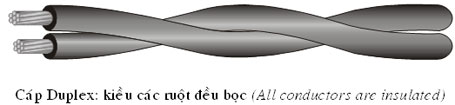 Cáp Duplex: kiểu các ruột đều bọc (All conductors are insulated)